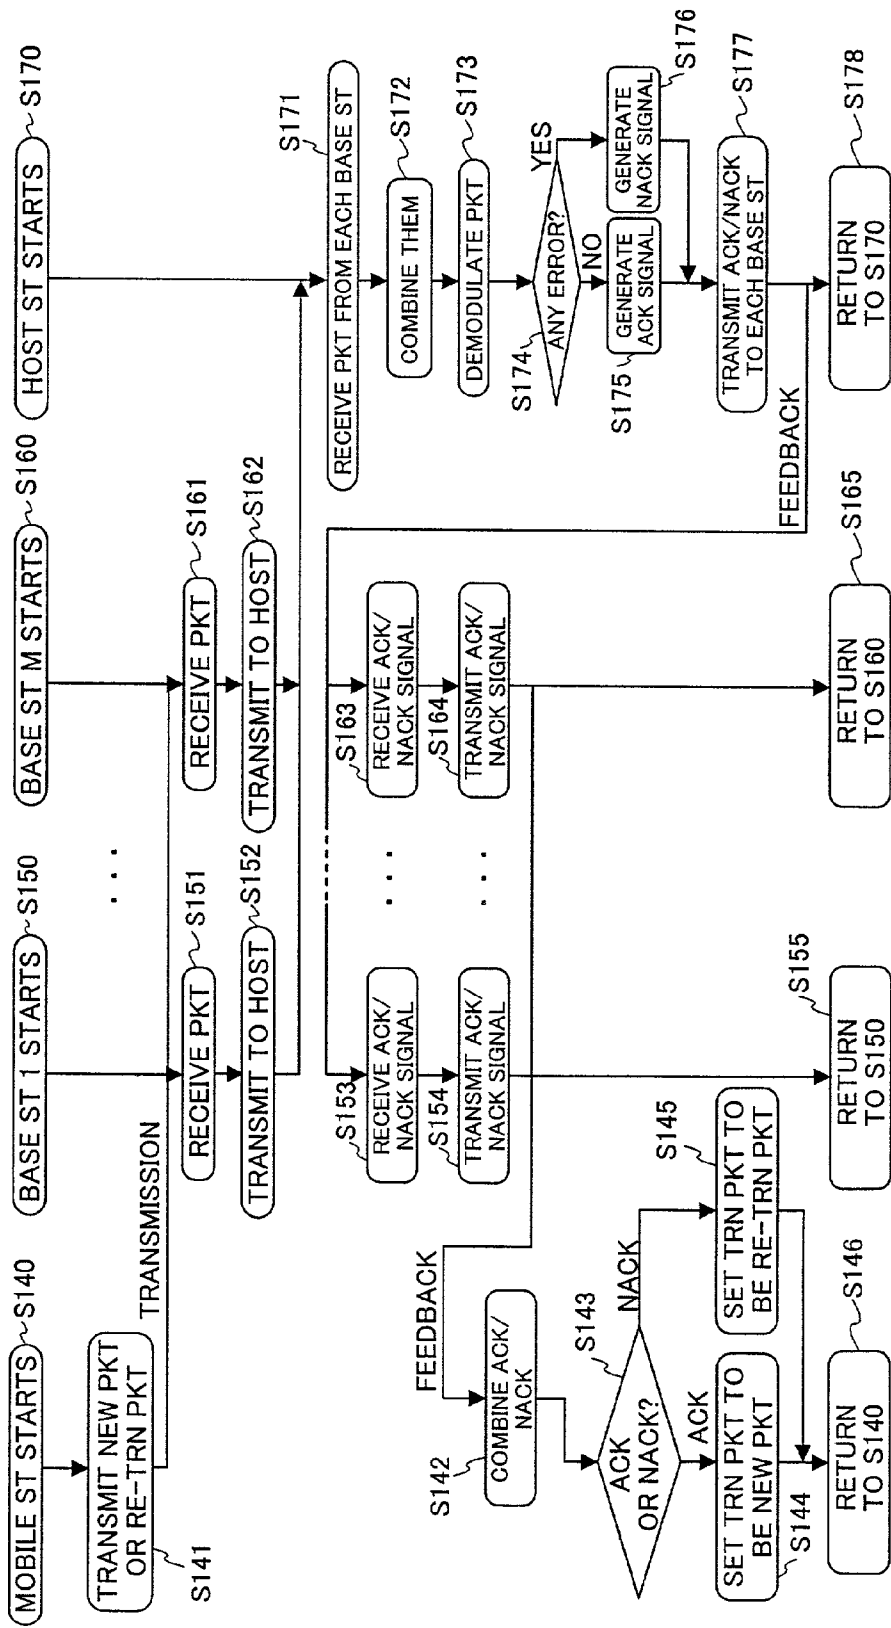 MOBILE ST STARTS
S140
TRANSMIT NEW PKT
OR RE-TRN PKT
S141
TRANSMISSION
FEEDBACK
COMBINE ACK/
NACK
S142
ACK
OR NACK?
S143
NACK
ACK
SET TRN PKT TO
BE NEW PKT
S144
SET TRN PKT TO
BE RE-TRN PKT
S145
RETURN
TO S140
S146
BASE ST 1 STARTS
S150
RECEIVE PKT
S151
TRANSMIT TO HOST
S152
RECEIVE ACK/
NACK SIGNAL
S153
TRANSMIT ACK/
NACK SIGNAL
S154
RETURN
TO S150
S155
. . .
. . .
. . .
BASE ST M STARTS
S160
RECEIVE PKT
S161
TRANSMIT TO HOST
S162
RECEIVE ACK/
NACK SIGNAL
S163
TRANSMIT ACK/
NACK SIGNAL
S164
RETURN
TO S160
S165
HOST ST STARTS
S170
RECEIVE PKT FROM EACH BASE ST
S171
COMBINE THEM
S172
DEMODULATE PKT
S173
ANY ERROR?
S174
YES
NO
GENERATE
ACK SIGNAL
S175
GENERATE
NACK SIGNAL
S176
TRANSMIT ACK/NACK
TO EACH BASE ST
S177
FEEDBACK
RETURN
TO S170
S178